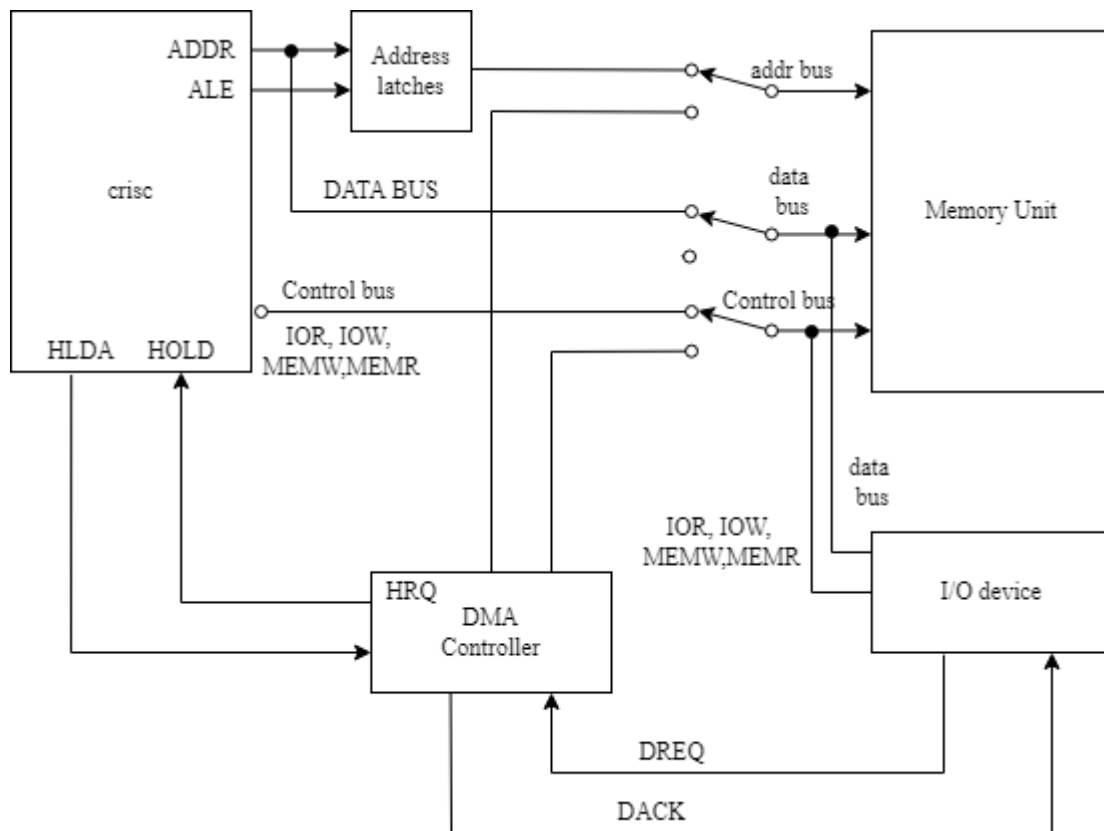 ADDR
ALE
Address
latches
addr bus
crisc
DATA BUS
data
bus
Memory Unit
Control bus
Control bus
IOR, IOW,
MEMW,MEMR
HLDA
HOLD
data
bus
IOR, IOW,
MEMW,MEMR
HRQ
DMA
Controller
I/O device
DREQ
DACK